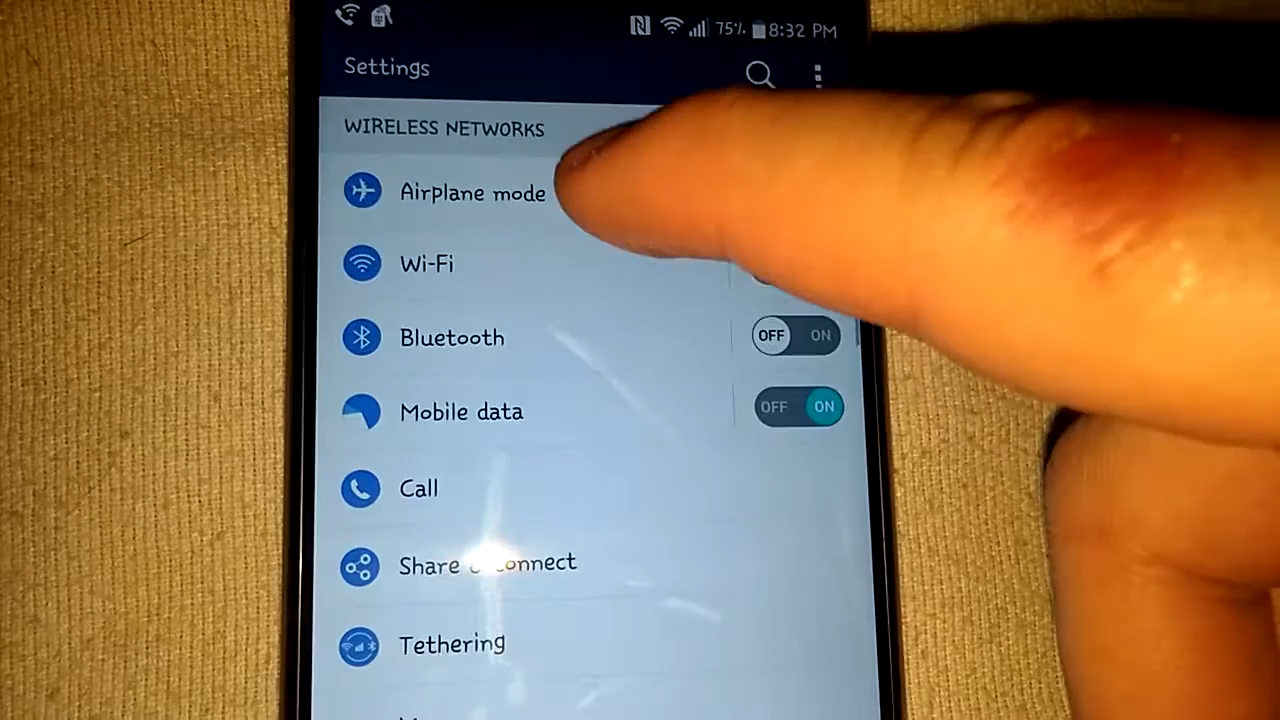 75% 8:32 PM
Settings
WIRELESS NETWORKS
Airplane mode
Wi-Fi
Bluetooth OFF ON
Mobile data OFF ON
Call
Share connect
Tethering